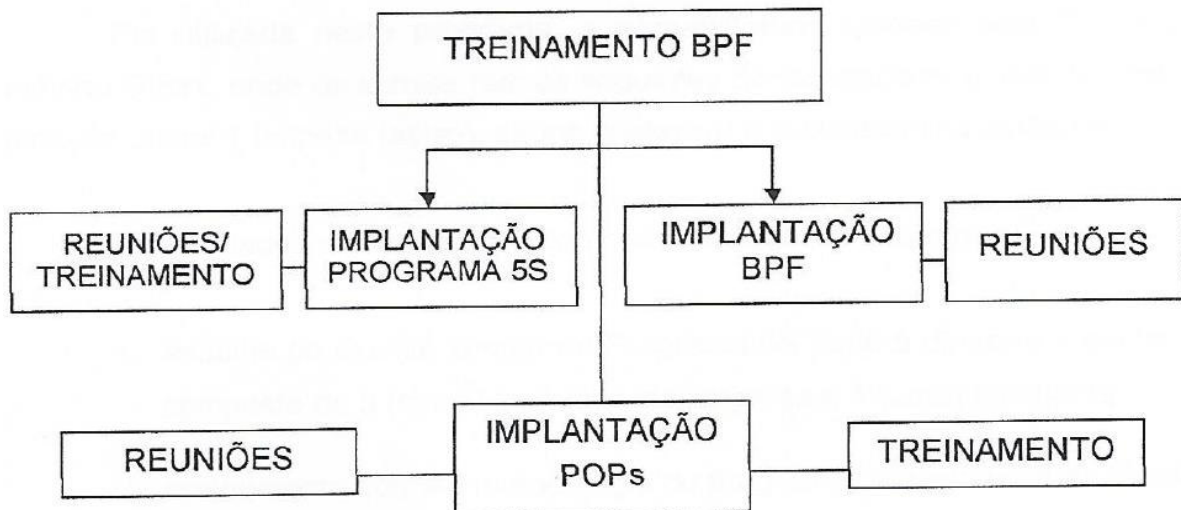 TREINAMENTO BPF
REUNIÕES/
TREINAMENTO
IMPLANTAÇÃO
PROGRAMA 5S
IMPLANTAÇÃO
BPF
REUNIÕES
REUNIÕES
IMPLANTAÇÃO
POPs
TREINAMENTO